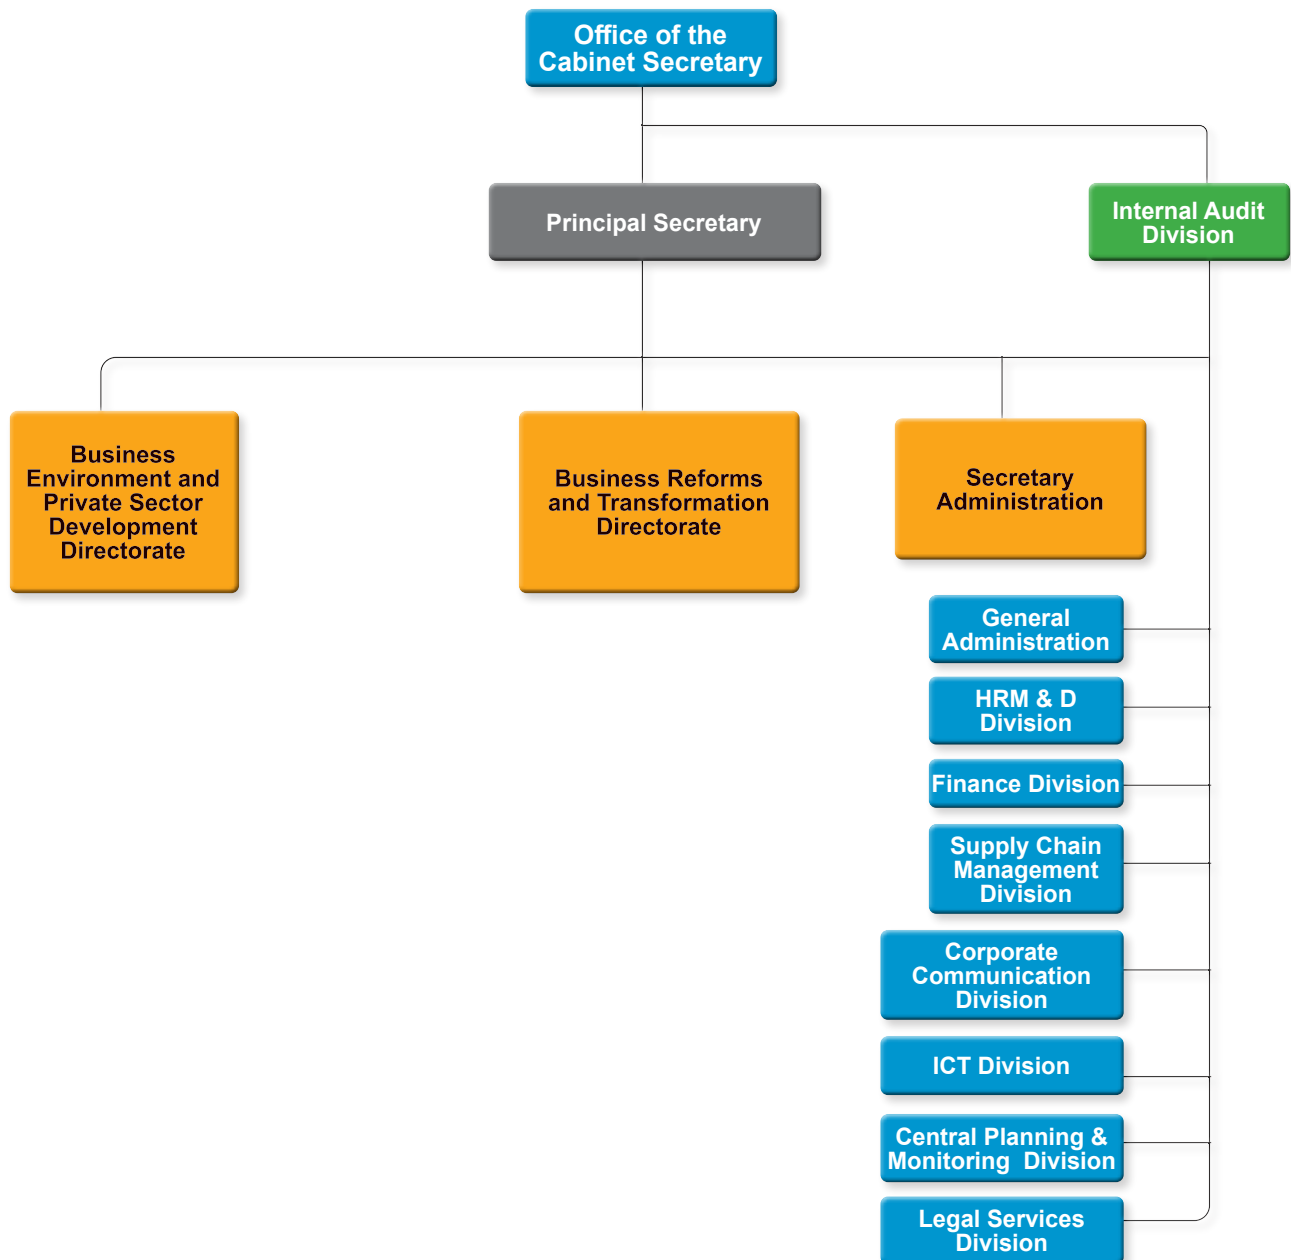 Office of the
Cabinet Secretary
Principal Secretary
Internal Audit
Division
Business
Environment and
Private Sector
Development
Directorate
Business Reforms
and Transformation
Directorate
Secretary
Administration
General
Administration
HRM & D
Division
Finance Division
Supply Chain
Management
Division
Corporate
Communication
Division
ICT Division
Central Planning &
Monitoring Division
Legal Services
Division